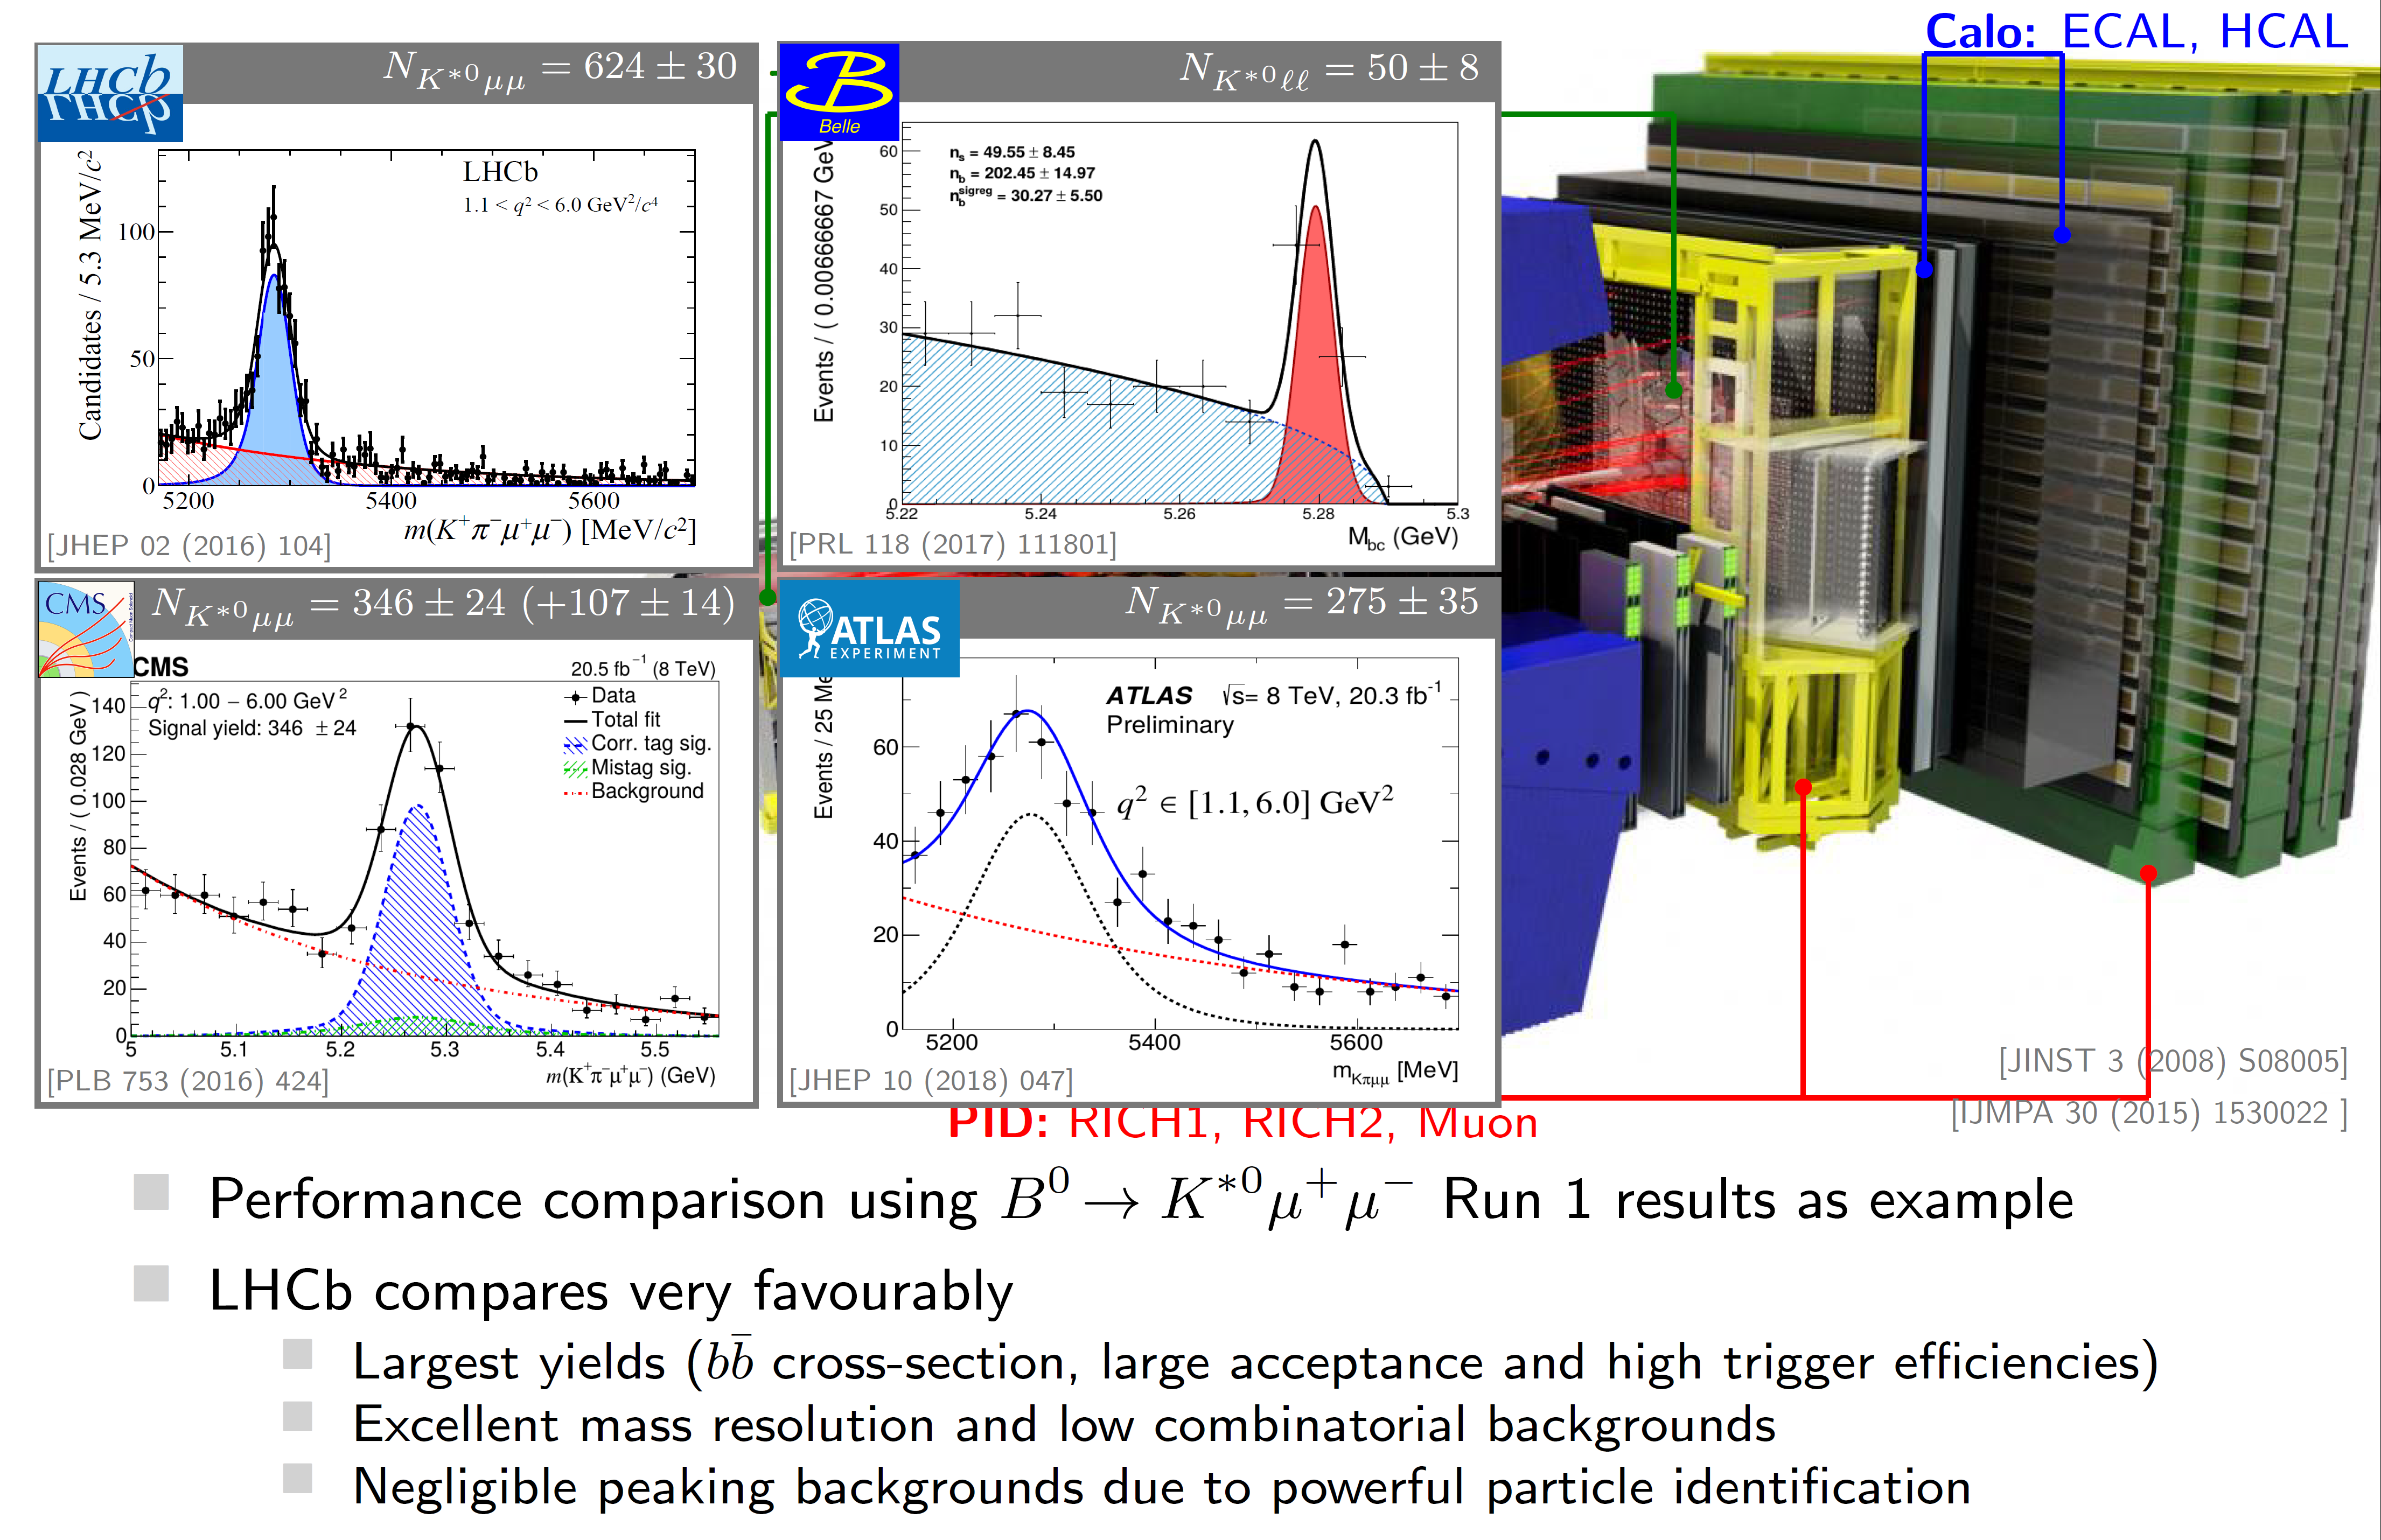 Calo: ECAL, HCAL
LHCb
N_{K*0μμ} = 624 ± 30
LHCb
1.1 < q² < 6.0 GeV²/c⁴
Candidates / 5.3 MeV/c²
100
50
0
5200 5400 5600
m(K⁺π⁻μ⁺μ⁻) [MeV/c²]
[JHEP 02 (2016) 104]
B
Belle
N_{K*0ℓℓ} = 50 ± 8
n_s = 49.55 ± 8.45
n_b = 202.45 ± 14.97
n_b^{sigreg} = 30.27 ± 5.50
Events / ( 0.00666667 GeV
60
50
40
30
20
10
0
5.22 5.24 5.26 5.28 5.3
M_{bc} (GeV)
[PRL 118 (2017) 111801]
CMS
N_{K*0μμ} = 346 ± 24 (+107 ± 14)
CMS
20.5 fb⁻¹ (8 TeV)
q²: 1.00 − 6.00 GeV²
Signal yield: 346 ± 24
Data
Total fit
Corr. tag sig.
Mistag sig.
Background
Events / ( 0.028 GeV )
140
120
100
80
60
40
20
0
5 5.1 5.2 5.3 5.4 5.5
m(K⁺π⁻μ⁺μ⁻) (GeV)
[PLB 753 (2016) 424]
ATLAS
EXPERIMENT
N_{K*0μμ} = 275 ± 35
ATLAS √s= 8 TeV, 20.3 fb⁻¹
Preliminary
q² ∈ [1.1, 6.0] GeV²
Events / 25 Me
60
40
20
0
5200 5400 5600
m_{Kπμμ} [MeV]
[JHEP 10 (2018) 047]
[JINST 3 (2008) S08005]
[IJMPA 30 (2015) 1530022 ]
PID: RICH1, RICH2, Muon
Performance comparison using B⁰ → K*⁰μ⁺μ⁻ Run 1 results as example
LHCb compares very favourably
Largest yields (bb̄ cross-section, large acceptance and high trigger efficiencies)
Excellent mass resolution and low combinatorial backgrounds
Negligible peaking backgrounds due to powerful particle identification